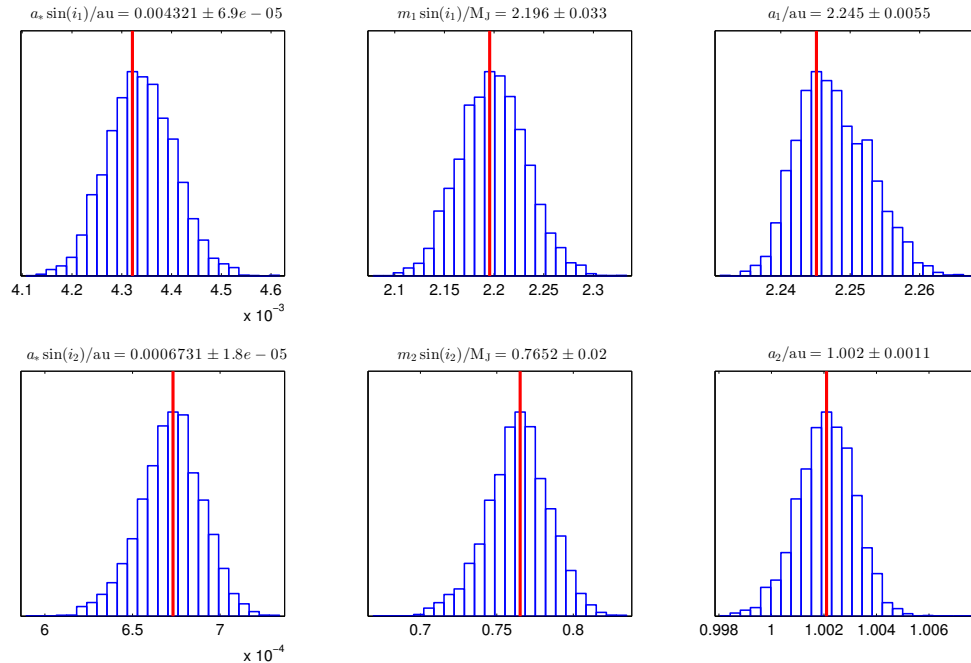 a∗ sin(i₁)/au = 0.004321 ± 6.9e − 05
m₁ sin(i₁)/M_J = 2.196 ± 0.033
a₁/au = 2.245 ± 0.0055
4.1 4.2 4.3 4.4 4.5 4.6
x 10⁻³
2.1 2.15 2.2 2.25 2.3
2.24 2.25 2.26
a∗ sin(i₂)/au = 0.0006731 ± 1.8e − 05
m₂ sin(i₂)/M_J = 0.7652 ± 0.02
a₂/au = 1.002 ± 0.0011
6 6.5 7
x 10⁻⁴
0.7 0.75 0.8
0.998 1 1.002 1.004 1.006